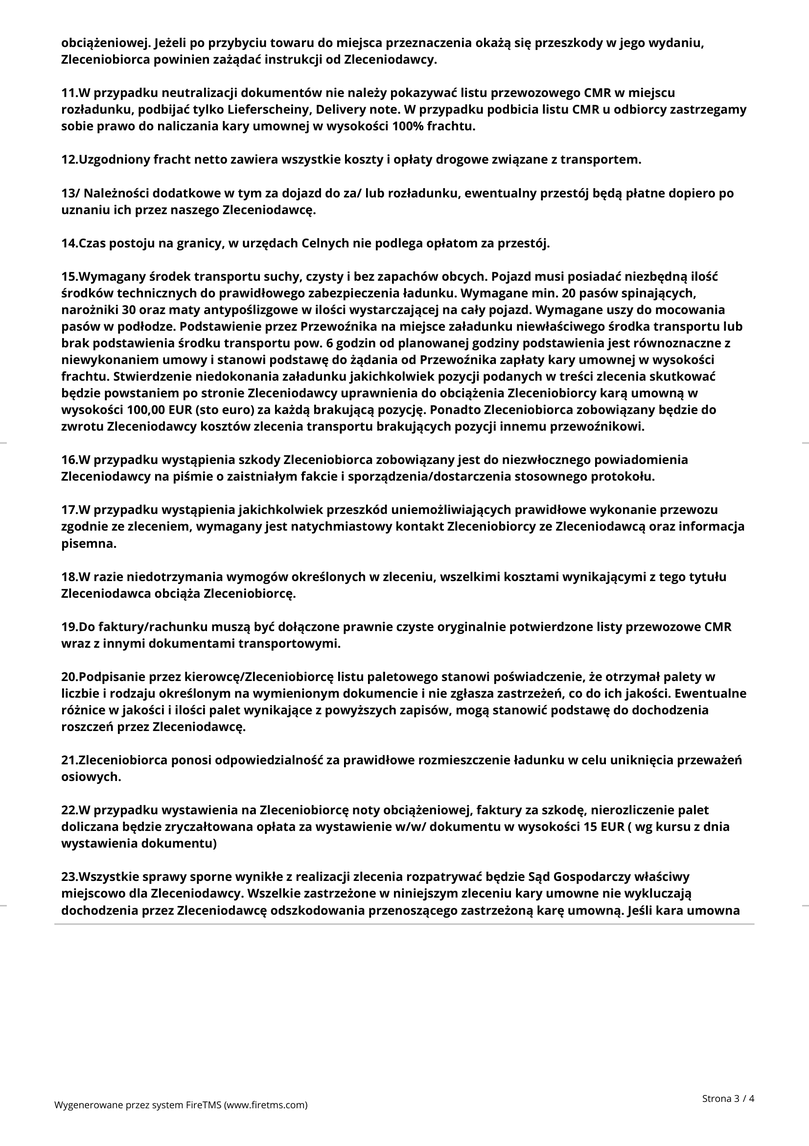 obciążeniowej. Jeżeli po przybyciu towaru do miejsca przeznaczenia okażą się przeszkody w jego wydaniu,
Zleceniobiorca powinien zażądać instrukcji od Zleceniodawcy.
11.W przypadku neutralizacji dokumentów nie należy pokazywać listu przewozowego CMR w miejscu
rozładunku, podbijać tylko Lieferscheiny, Delivery note. W przypadku podbicia listu CMR u odbiorcy zastrzegamy
sobie prawo do naliczania kary umownej w wysokości 100% frachtu.
12.Uzgodniony fracht netto zawiera wszystkie koszty i opłaty drogowe związane z transportem.
13/ Należności dodatkowe w tym za dojazd do za/ lub rozładunku, ewentualny przestój będą płatne dopiero po
uznaniu ich przez naszego Zleceniodawcę.
14.Czas postoju na granicy, w urzędach Celnych nie podlega opłatom za przestój.
15.Wymagany środek transportu suchy, czysty i bez zapachów obcych. Pojazd musi posiadać niezbędną ilość
środków technicznych do prawidłowego zabezpieczenia ładunku. Wymagane min. 20 pasów spinających,
narożniki 30 oraz maty antypoślizgowe w ilości wystarczającej na cały pojazd. Wymagane uszy do mocowania
pasów w podłodze. Podstawienie przez Przewoźnika na miejsce załadunku niewłaściwego środka transportu lub
brak podstawienia środku transportu pow. 6 godzin od planowanej godziny podstawienia jest równoznaczne z
niewykonaniem umowy i stanowi podstawę do żądania od Przewoźnika zapłaty kary umownej w wysokości
frachtu. Stwierdzenie niedokonania załadunku jakichkolwiek pozycji podanych w treści zlecenia skutkować
będzie powstaniem po stronie Zleceniodawcy uprawnienia do obciążenia Zleceniobiorcy karą umowną w
wysokości 100,00 EUR (sto euro) za każdą brakującą pozycję. Ponadto Zleceniobiorca zobowiązany będzie do
zwrotu Zleceniodawcy kosztów zlecenia transportu brakujących pozycji innemu przewoźnikowi.
16.W przypadku wystąpienia szkody Zleceniobiorca zobowiązany jest do niezwłocznego powiadomienia
Zleceniodawcy na piśmie o zaistniałym fakcie i sporządzenia/dostarczenia stosownego protokołu.
17.W przypadku wystąpienia jakichkolwiek przeszkód uniemożliwiających prawidłowe wykonanie przewozu
zgodnie ze zleceniem, wymagany jest natychmiastowy kontakt Zleceniobiorcy ze Zleceniodawcą oraz informacja
pisemna.
18.W razie niedotrzymania wymogów określonych w zleceniu, wszelkimi kosztami wynikającymi z tego tytułu
Zleceniodawca obciąża Zleceniobiorcę.
19.Do faktury/rachunku muszą być dołączone prawnie czyste oryginalnie potwierdzone listy przewozowe CMR
wraz z innymi dokumentami transportowymi.
20.Podpisanie przez kierowcę/Zleceniobiorcę listu paletowego stanowi poświadczenie, że otrzymał palety w
liczbie i rodzaju określonym na wymienionym dokumencie i nie zgłasza zastrzeżeń, co do ich jakości. Ewentualne
różnice w jakości i ilości palet wynikające z powyższych zapisów, mogą stanowić podstawę do dochodzenia
roszczeń przez Zleceniodawcę.
21.Zleceniobiorca ponosi odpowiedzialność za prawidłowe rozmieszczenie ładunku w celu uniknięcia przeważeń
osiowych.
22.W przypadku wystawienia na Zleceniobiorcę noty obciążeniowej, faktury za szkodę, nierozliczenie palet
doliczana będzie zryczałtowana opłata za wystawienie w/w/ dokumentu w wysokości 15 EUR ( wg kursu z dnia
wystawienia dokumentu)
23.Wszystkie sprawy sporne wynikłe z realizacji zlecenia rozpatrywać będzie Sąd Gospodarczy właściwy
miejscowo dla Zleceniodawcy. Wszelkie zastrzeżone w niniejszym zleceniu kary umowne nie wykluczają
dochodzenia przez Zleceniodawcę odszkodowania przenoszącego zastrzeżoną karę umowną. Jeśli kara umowna
Wygenerowane przez system FireTMS (www.firetms.com)
Strona 3 / 4